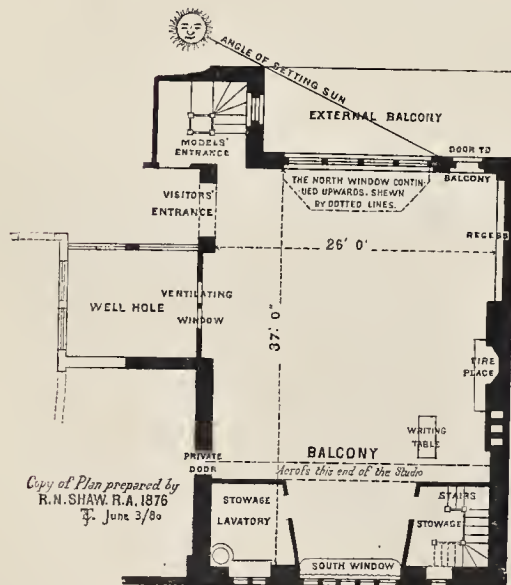 ANGLE OF SETTING SUN
EXTERNAL BALCONY
MODELS'
ENTRANCE
DOOR TO
BALCONY
THE NORTH WINDOW CONTIN-
UED UPWARDS. SHEWN
BY DOTTED LINES.
VISITORS'
ENTRANCE
RECESS
26' 0'
WELL HOLE
VENTILATING
WINDOW
37' 0"
FIRE
PLACE
WRITING
TABLE
PRIVATE
DOOR
BALCONY
Across this end of the Studio
Copy of Plan prepared by
R.N. SHAW. R.A. 1876
June 3/80
STOWAGE
LAVATORY
STAIRS
STOWAGE
SOUTH WINDOW